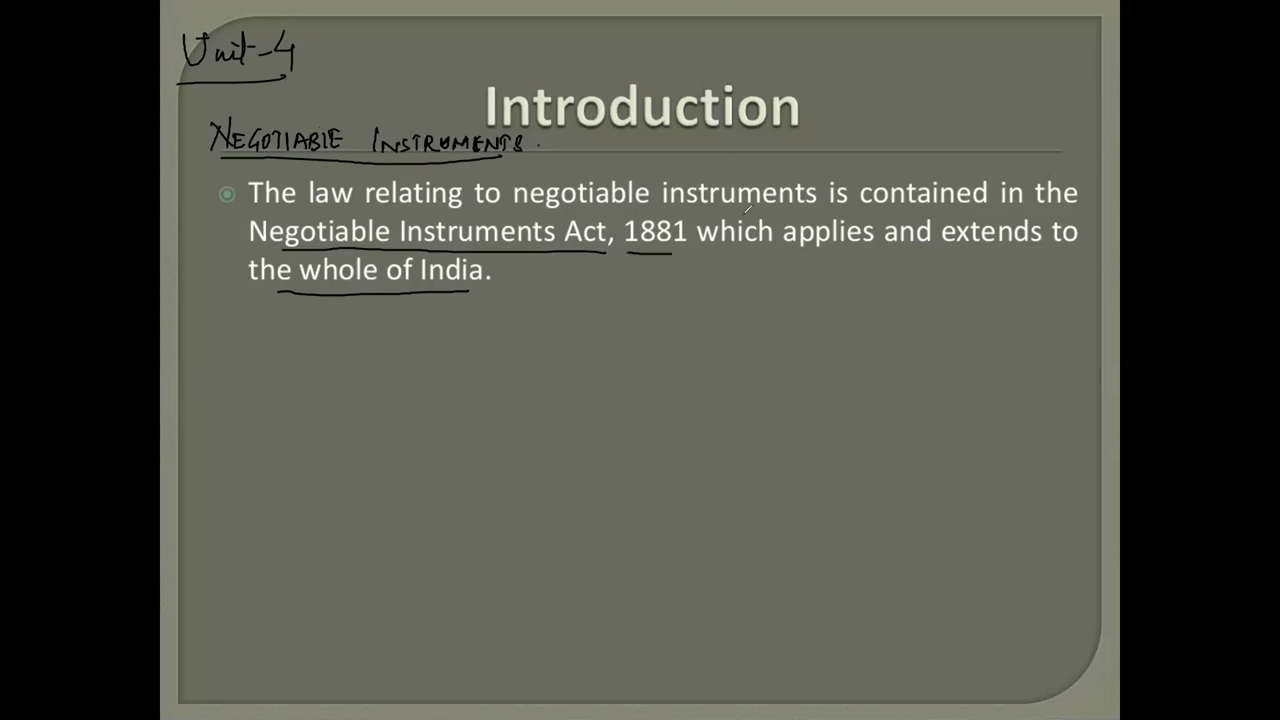 Unit-4
Introduction
NEGOTIABLE INSTRUMENTS.
The law relating to negotiable instruments is contained in the
Negotiable Instruments Act, 1881 which applies and extends to
the whole of India.